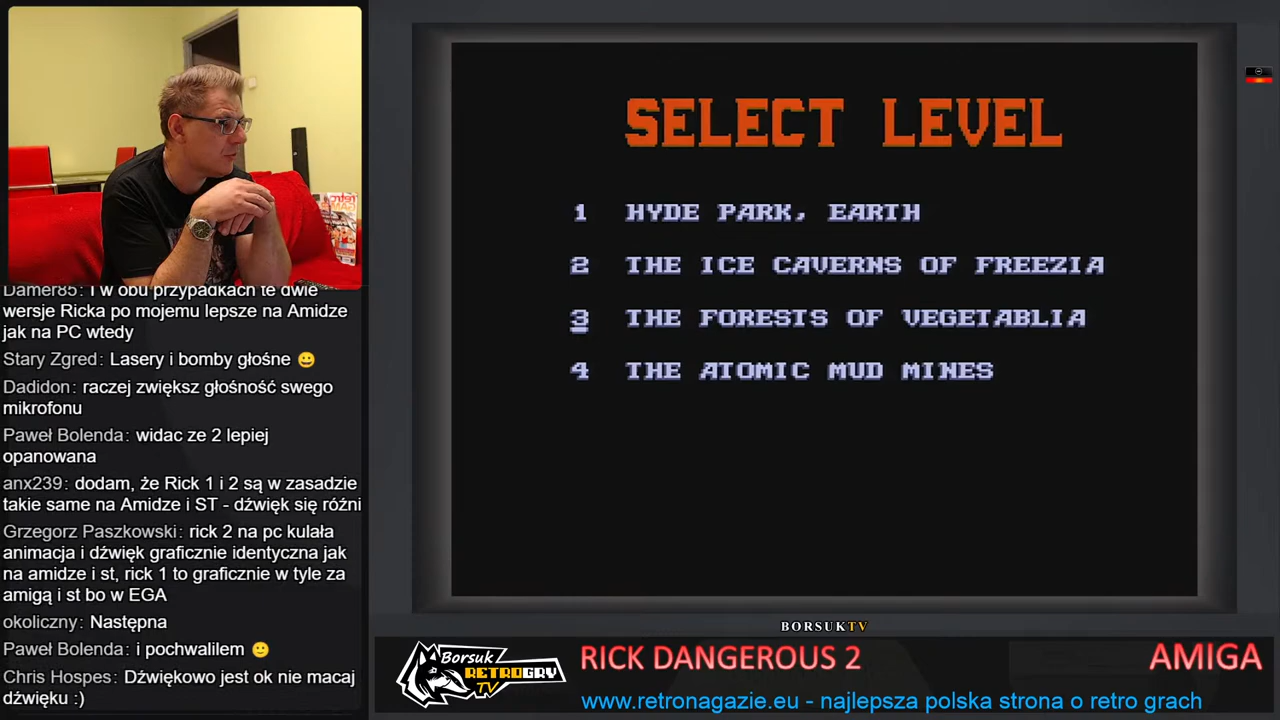 SELECT LEVEL
1 HYDE PARK, EARTH
2 THE ICE CAVERNS OF FREEZIA
3 THE FORESTS OF VEGETABLIA
4 THE ATOMIC MUD MINES
Damer85: I w obu przypadkach te dwie
wersje Ricka po mojemu lepsze na Amidze
jak na PC wtedy
Stary Zgred: Lasery i bomby głośne 😀
Dadidon: raczej zwiększ głośność swego
mikrofonu
Paweł Bolenda: widac ze 2 lepiej
opanowana
anx239: dodam, że Rick 1 i 2 są w zasadzie
takie same na Amidze i ST - dźwięk się różni
Grzegorz Paszkowski: rick 2 na pc kulała
animacja i dźwięk graficznie identyczna jak
na amidze i st, rick 1 to graficznie w tyle za
amigą i st bo w EGA
okoliczny: Następna
Paweł Bolenda: i pochwalilem 🙂
Chris Hospes: Dźwiękowo jest ok nie macaj
dźwięku :)
BORSUKTV
Borsuk
RETROGRY
TV
RICK DANGEROUS 2
AMIGA
www.retronagazie.eu - najlepsza polska strona o retro grach